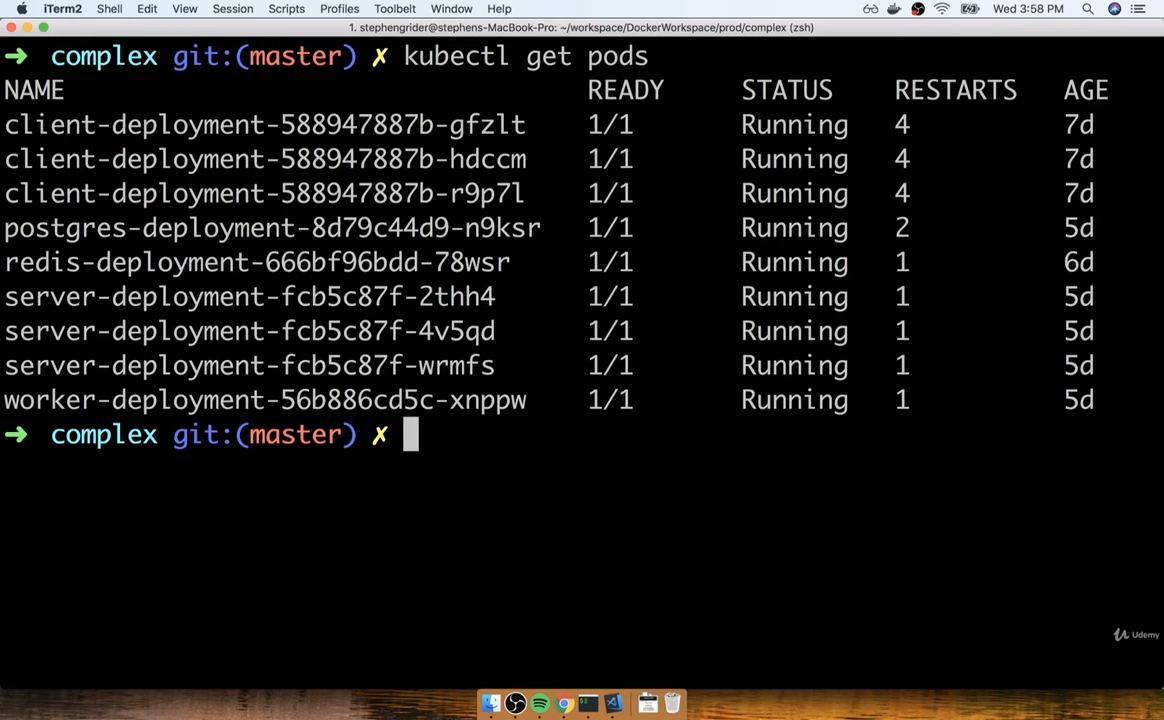 iTerm2 Shell Edit View Session Scripts Profiles Toolbelt Window Help Wed 3:58 PM
1. stephengrider@stephens-MacBook-Pro: ~/workspace/DockerWorkspace/prod/complex (zsh)
➜ complex git:(master) ✗ kubectl get pods
NAME READY STATUS RESTARTS AGE
client-deployment-588947887b-gfzlt 1/1 Running 4 7d
client-deployment-588947887b-hdccm 1/1 Running 4 7d
client-deployment-588947887b-r9p7l 1/1 Running 4 7d
postgres-deployment-8d79c44d9-n9ksr 1/1 Running 2 5d
redis-deployment-666bf96bdd-78wsr 1/1 Running 1 6d
server-deployment-fcb5c87f-2thh4 1/1 Running 1 5d
server-deployment-fcb5c87f-4v5qd 1/1 Running 1 5d
server-deployment-fcb5c87f-wrmfs 1/1 Running 1 5d
worker-deployment-56b886cd5c-xnppw 1/1 Running 1 5d
➜ complex git:(master) ✗
Udemy